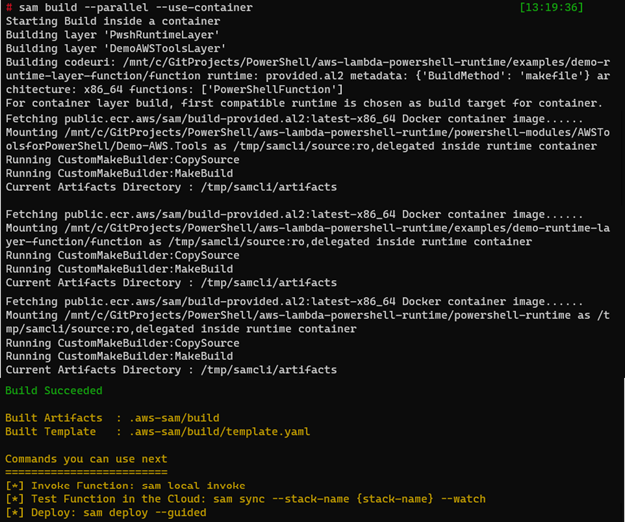 # sam build --parallel --use-container [13:19:36]
Starting Build inside a container
Building layer 'PwshRuntimeLayer'
Building layer 'DemoAWSToolsLayer'
Building codeuri: /mnt/c/GitProjects/PowerShell/aws-lambda-powershell-runtime/examples/demo-r
untime-layer-function/function runtime: provided.al2 metadata: {'BuildMethod': 'makefile'} ar
chitecture: x86_64 functions: ['PowerShellFunction']
For container layer build, first compatible runtime is chosen as build target for container.
Fetching public.ecr.aws/sam/build-provided.al2:latest-x86_64 Docker container image......
Mounting /mnt/c/GitProjects/PowerShell/aws-lambda-powershell-runtime/powershell-modules/AWSTo
olsforPowerShell/Demo-AWS.Tools as /tmp/samcli/source:ro,delegated inside runtime container
Running CustomMakeBuilder:CopySource
Running CustomMakeBuilder:MakeBuild
Current Artifacts Directory : /tmp/samcli/artifacts
Fetching public.ecr.aws/sam/build-provided.al2:latest-x86_64 Docker container image......
Mounting /mnt/c/GitProjects/PowerShell/aws-lambda-powershell-runtime/examples/demo-runtime-la
yer-function/function as /tmp/samcli/source:ro,delegated inside runtime container
Running CustomMakeBuilder:CopySource
Running CustomMakeBuilder:MakeBuild
Current Artifacts Directory : /tmp/samcli/artifacts
Fetching public.ecr.aws/sam/build-provided.al2:latest-x86_64 Docker container image......
Mounting /mnt/c/GitProjects/PowerShell/aws-lambda-powershell-runtime/powershell-runtime as /t
mp/samcli/source:ro,delegated inside runtime container
Running CustomMakeBuilder:CopySource
Running CustomMakeBuilder:MakeBuild
Current Artifacts Directory : /tmp/samcli/artifacts
Build Succeeded
Built Artifacts  : .aws-sam/build
Built Template   : .aws-sam/build/template.yaml
Commands you can use next
=========================
[*] Invoke Function: sam local invoke
[*] Test Function in the Cloud: sam sync --stack-name {stack-name} --watch
[*] Deploy: sam deploy --guided